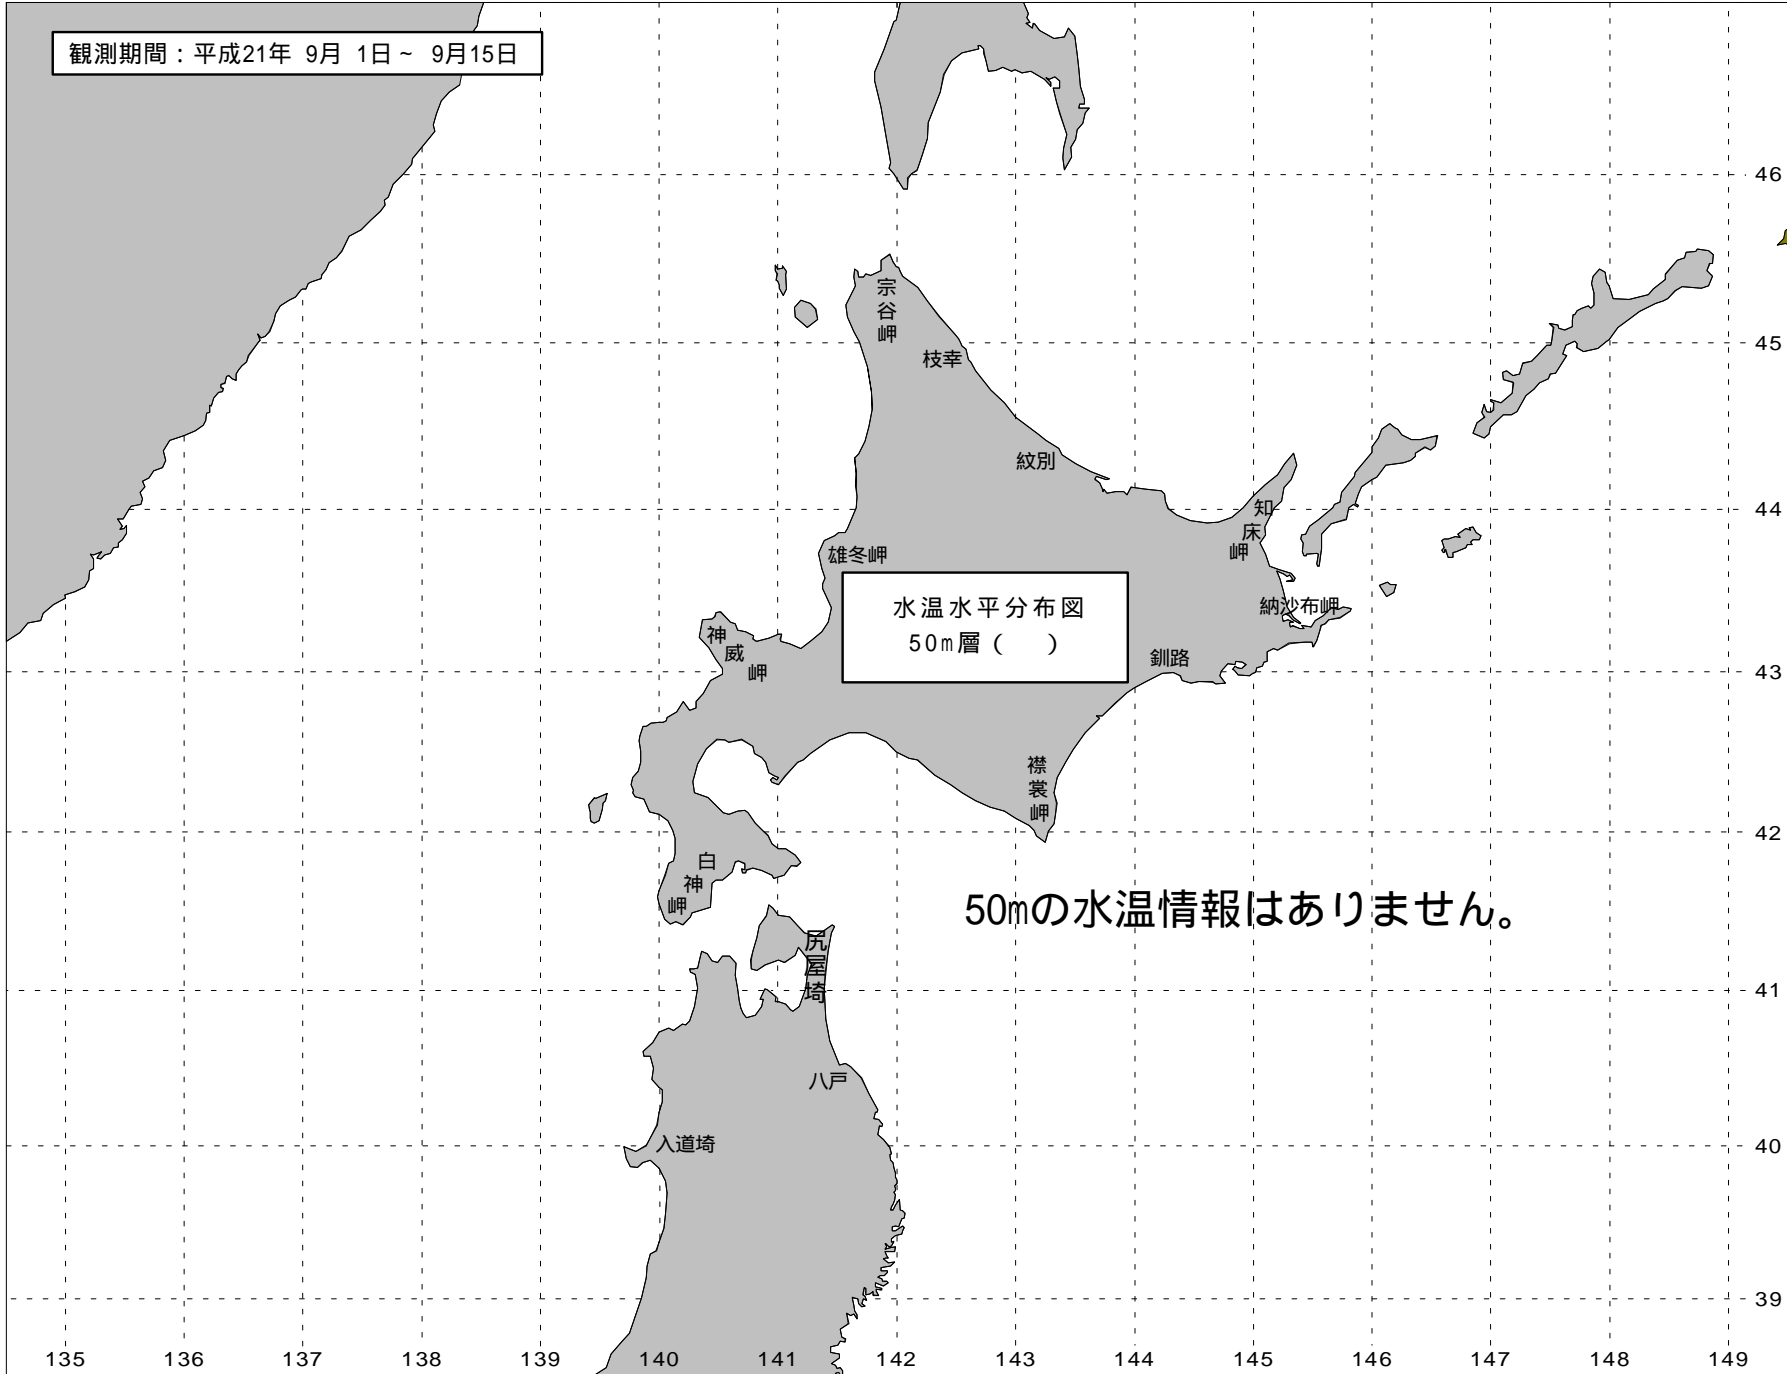 観測期間：平成21年 9月 1日～ 9月15日
46
宗谷岬
45
枝幸
紋別
44
知床岬
雄冬岬
水温水平分布図
50m層（　）
納沙布岬
神威岬
釧路
43
襟裳岬
42
白神岬
50mの水温情報はありません。
尻屋埼
41
八戸
入道埼
40
39
135 136 137 138 139 140 141 142 143 144 145 146 147 148 149